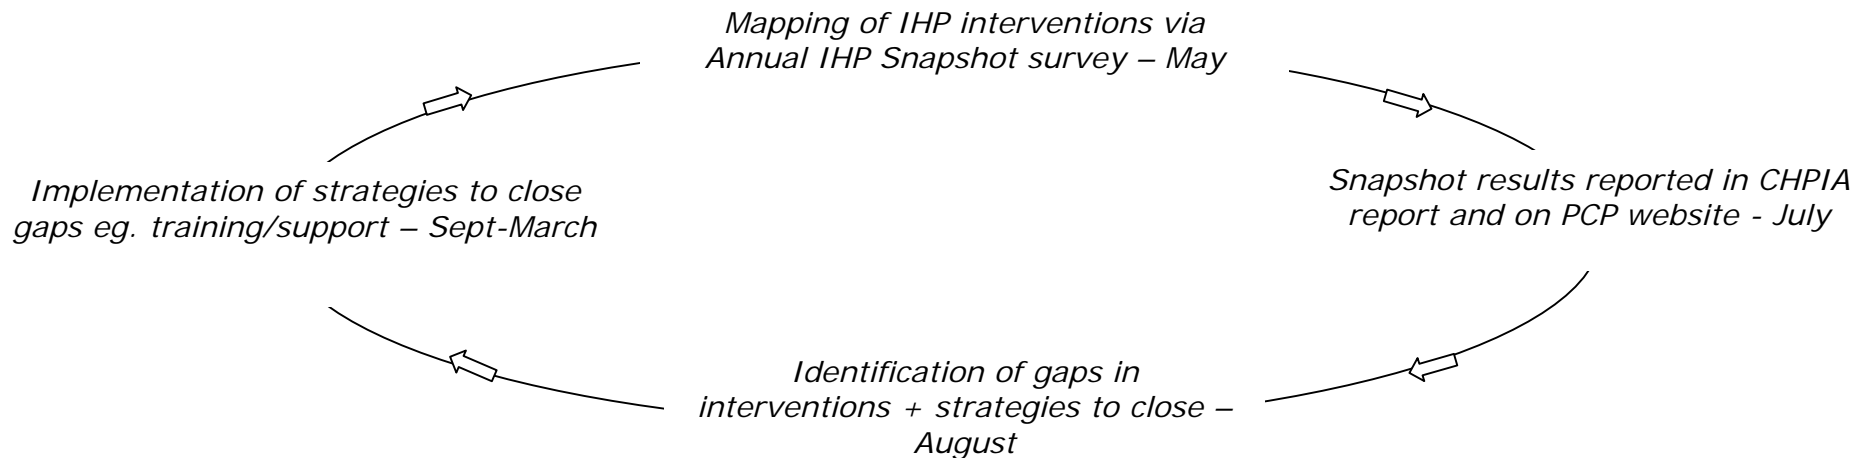 Mapping of IHP interventions via
Annual IHP Snapshot survey – May
Snapshot results reported in CHPIA
report and on PCP website - July
Identification of gaps in
interventions + strategies to close –
August
Implementation of strategies to close
gaps eg. training/support – Sept-March